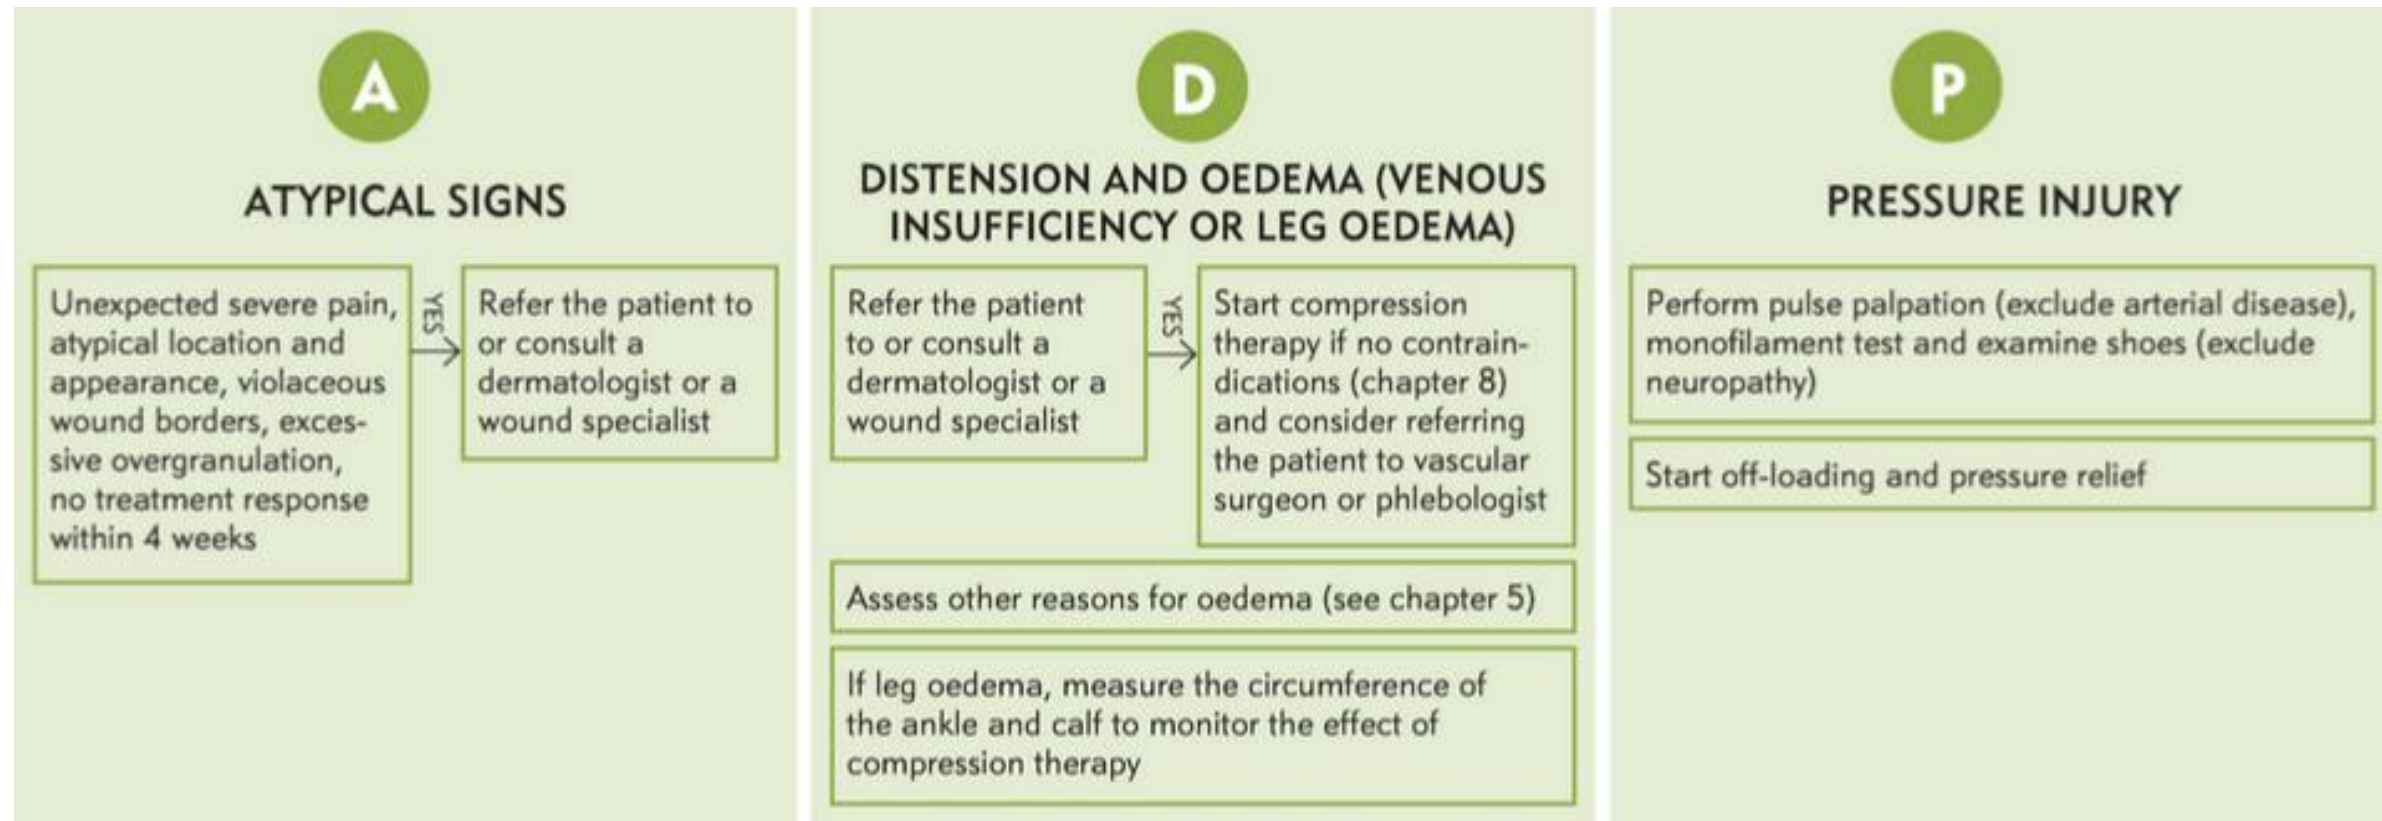 A
ATYPICAL SIGNS
Unexpected severe pain,
atypical location and
appearance, violaceous
wound borders, exces-
sive overgranulation,
no treatment response
within 4 weeks
YES
Refer the patient to
or consult a
dermatologist or a
wound specialist
D
DISTENSION AND OEDEMA (VENOUS
INSUFFICIENCY OR LEG OEDEMA)
Refer the patient
to or consult a
dermatologist or a
wound specialist
YES
Start compression
therapy if no contrain-
dications (chapter 8)
and consider referring
the patient to vascular
surgeon or phlebologist
Assess other reasons for oedema (see chapter 5)
If leg oedema, measure the circumference of
the ankle and calf to monitor the effect of
compression therapy
P
PRESSURE INJURY
Perform pulse palpation (exclude arterial disease),
monofilament test and examine shoes (exclude
neuropathy)
Start off-loading and pressure relief